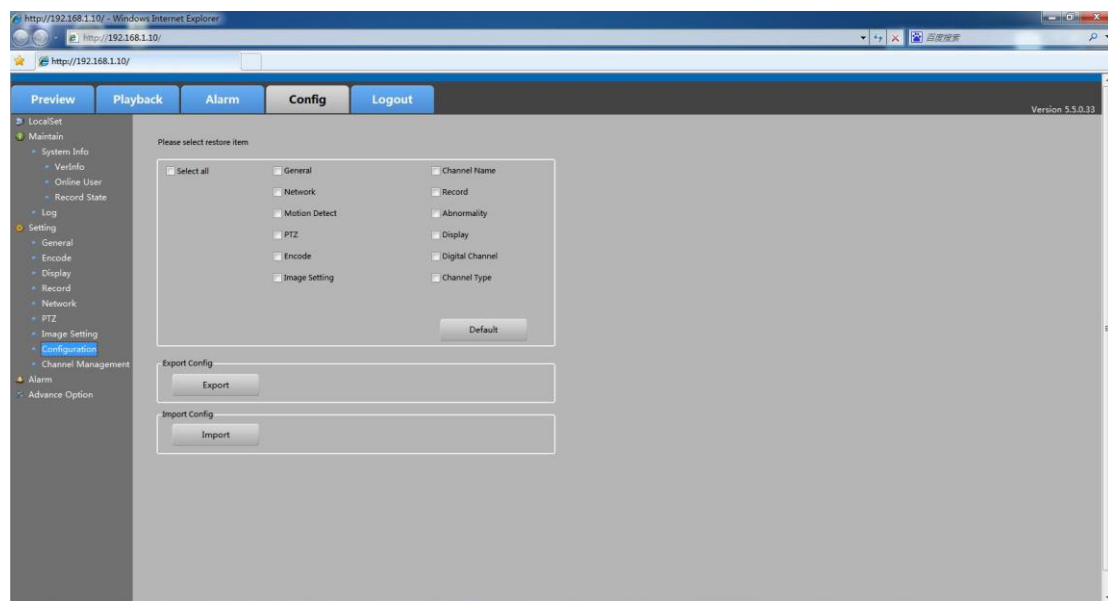 http://192.168.1.10/ - Windows Internet Explorer
http://192.168.1.10/
百度搜索
http://192.168.1.10/
Preview Playback Alarm Config Logout
Version 5.5.0.33
LocalSet
Maintain
System Info
VerInfo
Online User
Record State
Log
Setting
General
Encode
Display
Record
Network
PTZ
Image Setting
Configuration
Channel Management
Alarm
Advance Option
Please select restore item
Select all General Channel Name
Network Record
Motion Detect Abnormality
PTZ Display
Encode Digital Channel
Image Setting Channel Type
Default
Export Config
Export
Import Config
Import